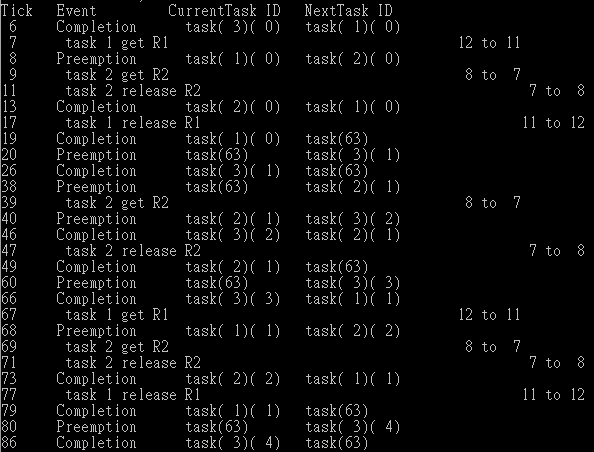 Tick Event CurrentTask ID NextTask ID
6 Completion task( 3)( 0) task( 1)( 0)
7 task 1 get R1 12 to 11
8 Preemption task( 1)( 0) task( 2)( 0)
9 task 2 get R2 8 to 7
11 task 2 release R2 7 to 8
13 Completion task( 2)( 0) task( 1)( 0)
17 task 1 release R1 11 to 12
19 Completion task( 1)( 0) task(63)
20 Preemption task(63) task( 3)( 1)
26 Completion task( 3)( 1) task(63)
38 Preemption task(63) task( 2)( 1)
39 task 2 get R2 8 to 7
40 Preemption task( 2)( 1) task( 3)( 2)
46 Completion task( 3)( 2) task( 2)( 1)
47 task 2 release R2 7 to 8
49 Completion task( 2)( 1) task(63)
60 Preemption task(63) task( 3)( 3)
66 Completion task( 3)( 3) task( 1)( 1)
67 task 1 get R1 12 to 11
68 Preemption task( 1)( 1) task( 2)( 2)
69 task 2 get R2 8 to 7
71 task 2 release R2 7 to 8
73 Completion task( 2)( 2) task( 1)( 1)
77 task 1 release R1 11 to 12
79 Completion task( 1)( 1) task(63)
80 Preemption task(63) task( 3)( 4)
86 Completion task( 3)( 4) task(63)